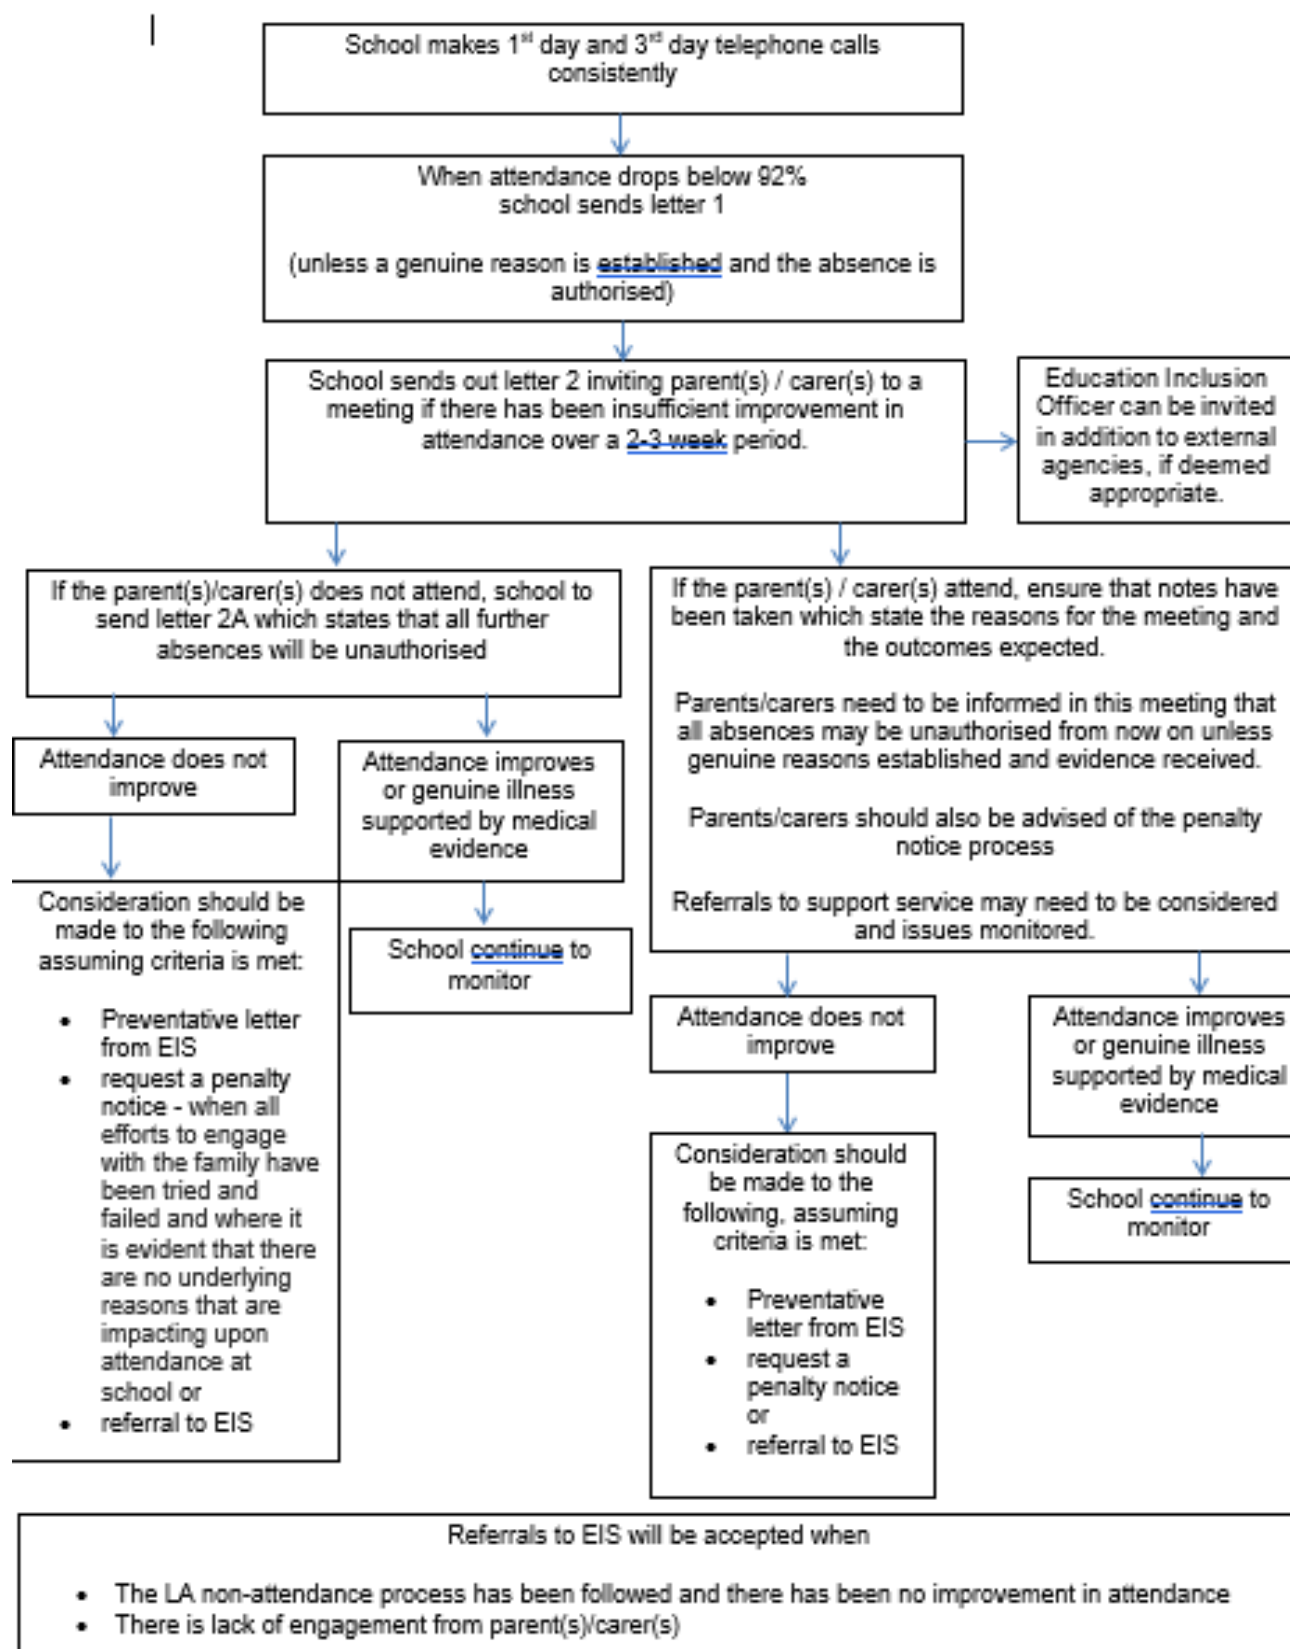 School makes 1st day and 3rd day telephone calls
consistently
When attendance drops below 92%
school sends letter 1
(unless a genuine reason is established and the absence is
authorised)
School sends out letter 2 inviting parent(s) / carer(s) to a
meeting if there has been insufficient improvement in
attendance over a 2-3 week period.
Education Inclusion
Officer can be invited
in addition to external
agencies, if deemed
appropriate.
If the parent(s)/carer(s) does not attend, school to
send letter 2A which states that all further
absences will be unauthorised
Attendance does not
improve
Attendance improves
or genuine illness
supported by medical
evidence
Consideration should be
made to the following
assuming criteria is met:
• Preventative letter
from EIS
• request a penalty
notice - when all
efforts to engage
with the family have
been tried and
failed and where it
is evident that there
are no underlying
reasons that are
impacting upon
attendance at
school or
• referral to EIS
School continue to
monitor
If the parent(s) / carer(s) attend, ensure that notes have
been taken which state the reasons for the meeting and
the outcomes expected.
Parents/carers need to be informed in this meeting that
all absences may be unauthorised from now on unless
genuine reasons established and evidence received.
Parents/carers should also be advised of the penalty
notice process
Referrals to support service may need to be considered
and issues monitored.
Attendance does not
improve
Consideration should
be made to the
following, assuming
criteria is met:
• Preventative
letter from EIS
• request a
penalty notice
or
• referral to EIS
Attendance improves
or genuine illness
supported by medical
evidence
School continue to
monitor
Referrals to EIS will be accepted when
• The LA non-attendance process has been followed and there has been no improvement in attendance
• There is lack of engagement from parent(s)/carer(s)